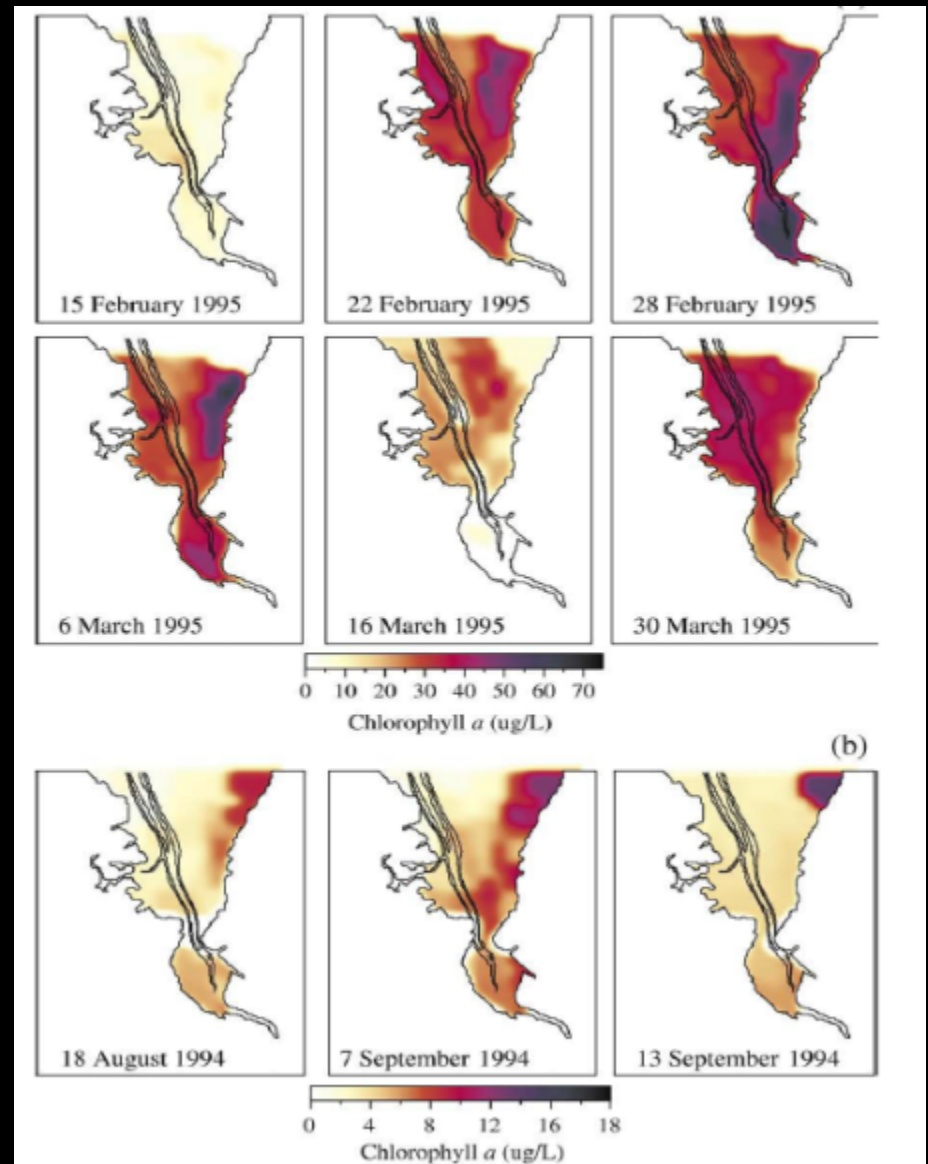 15 February 1995
22 February 1995
28 February 1995
6 March 1995
16 March 1995
30 March 1995
0 10 20 30 40 50 60 70
Chlorophyll a (ug/L)
(b)
18 August 1994
7 September 1994
13 September 1994
0 4 8 12 16 18
Chlorophyll a (ug/L)